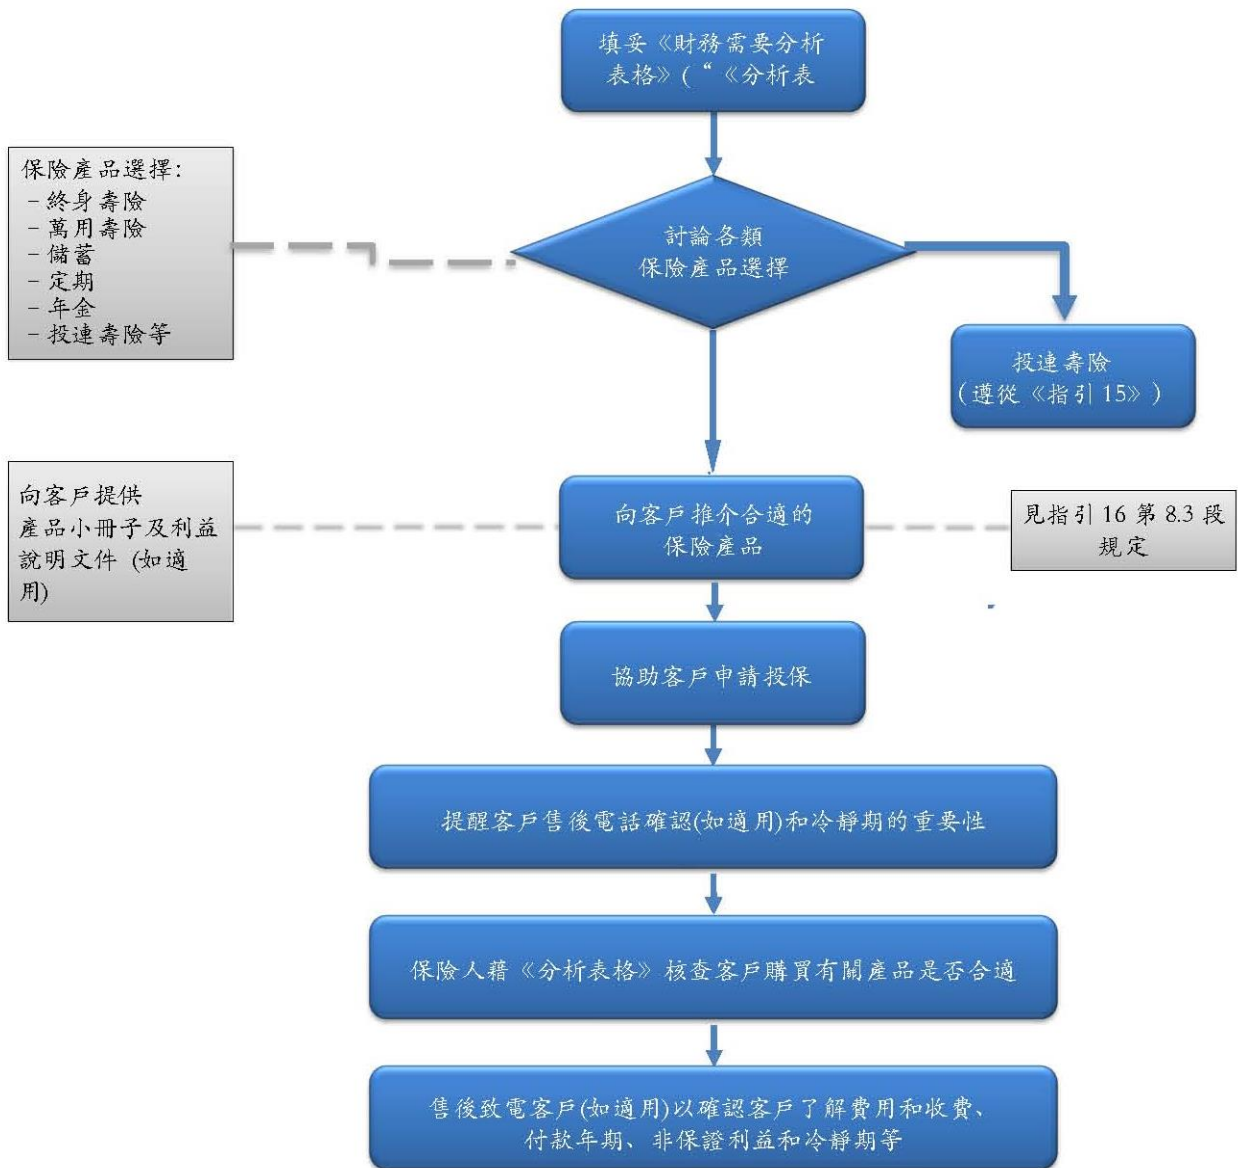 填妥《財務需要分析
表格》(“《分析表
保險產品選擇:
- 終身壽險
- 萬用壽險
- 儲蓄
- 定期
- 年金
- 投連壽險等
討論各類
保險產品選擇
投連壽險
(遵從《指引 15》)
向客戶提供
產品小冊子及利益
說明文件 (如適
用)
向客戶推介合適的
保險產品
見指引 16 第 8.3 段
規定
協助客戶申請投保
提醒客戶售後電話確認(如適用)和冷靜期的重要性
保險人藉《分析表格》核查客戶購買有關產品是否合適
售後致電客戶(如適用)以確認客戶了解費用和收費、
付款年期、非保證利益和冷靜期等